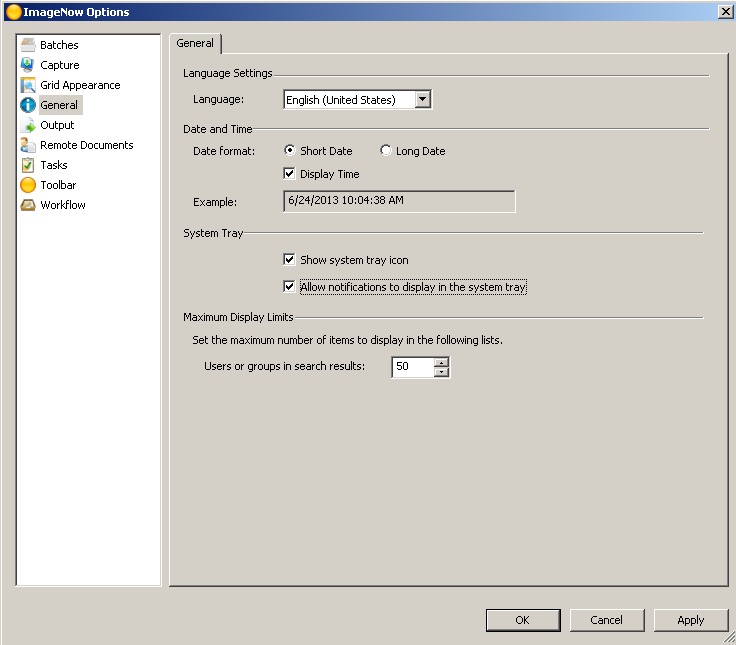 ImageNow Options
Batches
Capture
Grid Appearance
General
Output
Remote Documents
Tasks
Toolbar
Workflow
General
Language Settings
Language: English (United States)
Date and Time
Date format: Short Date Long Date
Display Time
Example: 6/24/2013 10:04:38 AM
System Tray
Show system tray icon
Allow notifications to display in the system tray
Maximum Display Limits
Set the maximum number of items to display in the following lists.
Users or groups in search results: 50
OK Cancel Apply